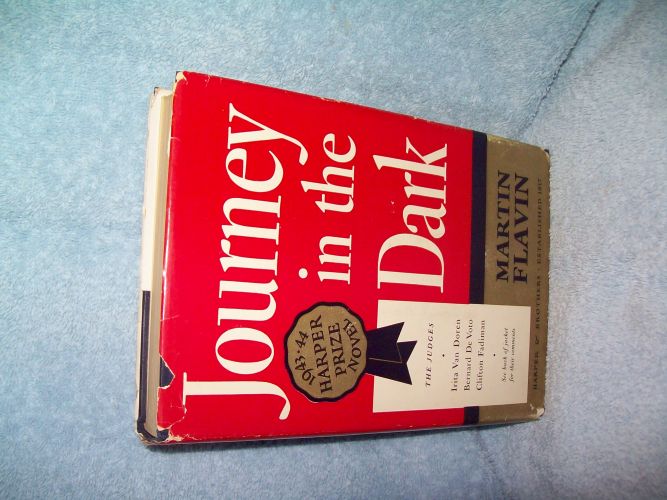 Journey
in the
Dark
1943-44
HARPER
PRIZE
NOVEL
THE JUDGES
Irita Van Doren
Bernard De Voto
Clifton Fadiman
See back of jacket
for their comments
MARTIN
FLAVIN
HARPER & BROTHERS · ESTABLISHED 1817